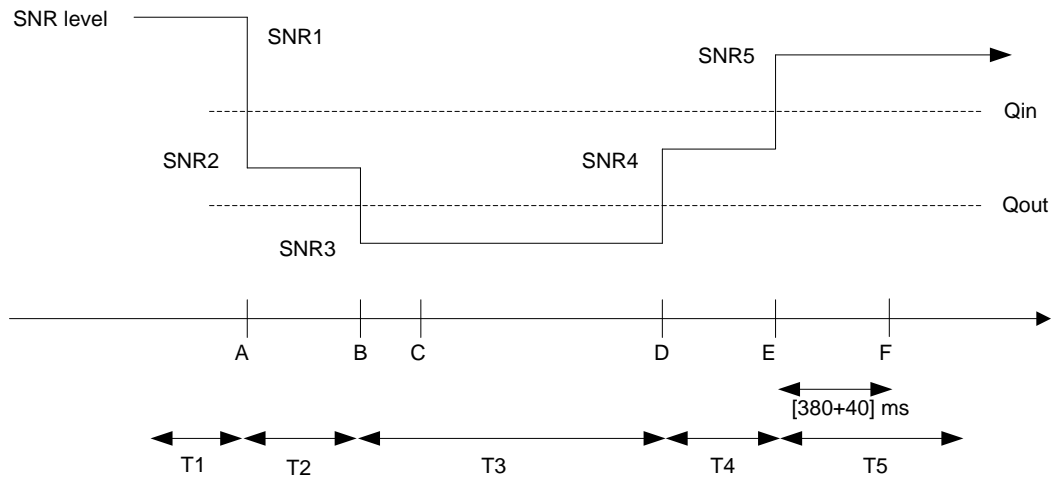 SNR level
SNR1
SNR5
Qin
SNR2
SNR4
Qout
SNR3
A B C D E F
[380+40] ms
T1 T2 T3 T4 T5